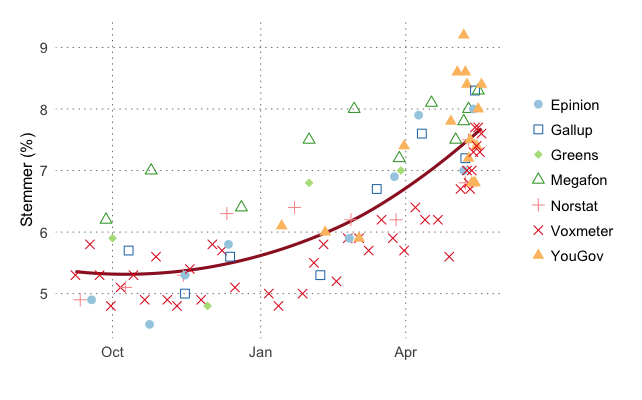 9
8
7
6
5
Stemmer (%)
Oct
Jan
Apr
Epinion
Gallup
Greens
Megafon
Norstat
Voxmeter
YouGov